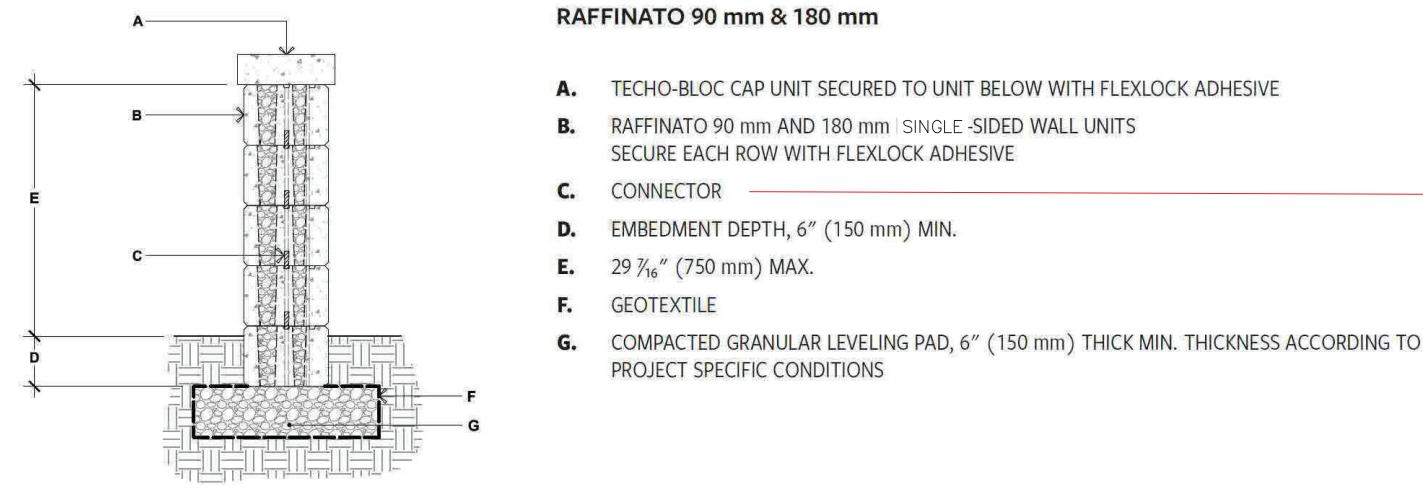 RAFFINATO 90 mm & 180 mm
A
B
E
C
D
F
G
A. TECHO-BLOC CAP UNIT SECURED TO UNIT BELOW WITH FLEXLOCK ADHESIVE
B. RAFFINATO 90 mm AND 180 mm SINGLE -SIDED WALL UNITS
SECURE EACH ROW WITH FLEXLOCK ADHESIVE
C. CONNECTOR
D. EMBEDMENT DEPTH, 6″ (150 mm) MIN.
E. 29 7⁄16″ (750 mm) MAX.
F. GEOTEXTILE
G. COMPACTED GRANULAR LEVELING PAD, 6″ (150 mm) THICK MIN. THICKNESS ACCORDING TO
PROJECT SPECIFIC CONDITIONS